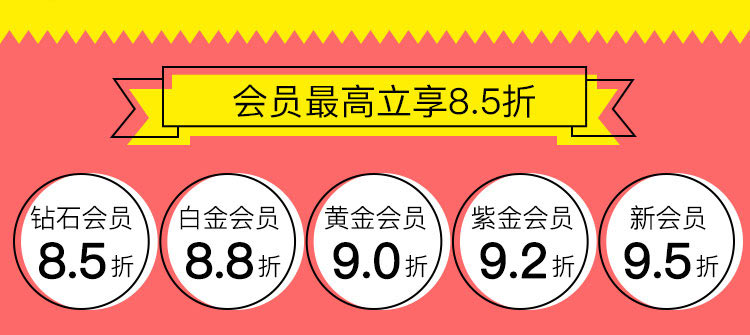 会员最高立享8.5折
钻石会员
8.5折
白金会员
8.8折
黄金会员
9.0折
紫金会员
9.2折
新会员
9.5折